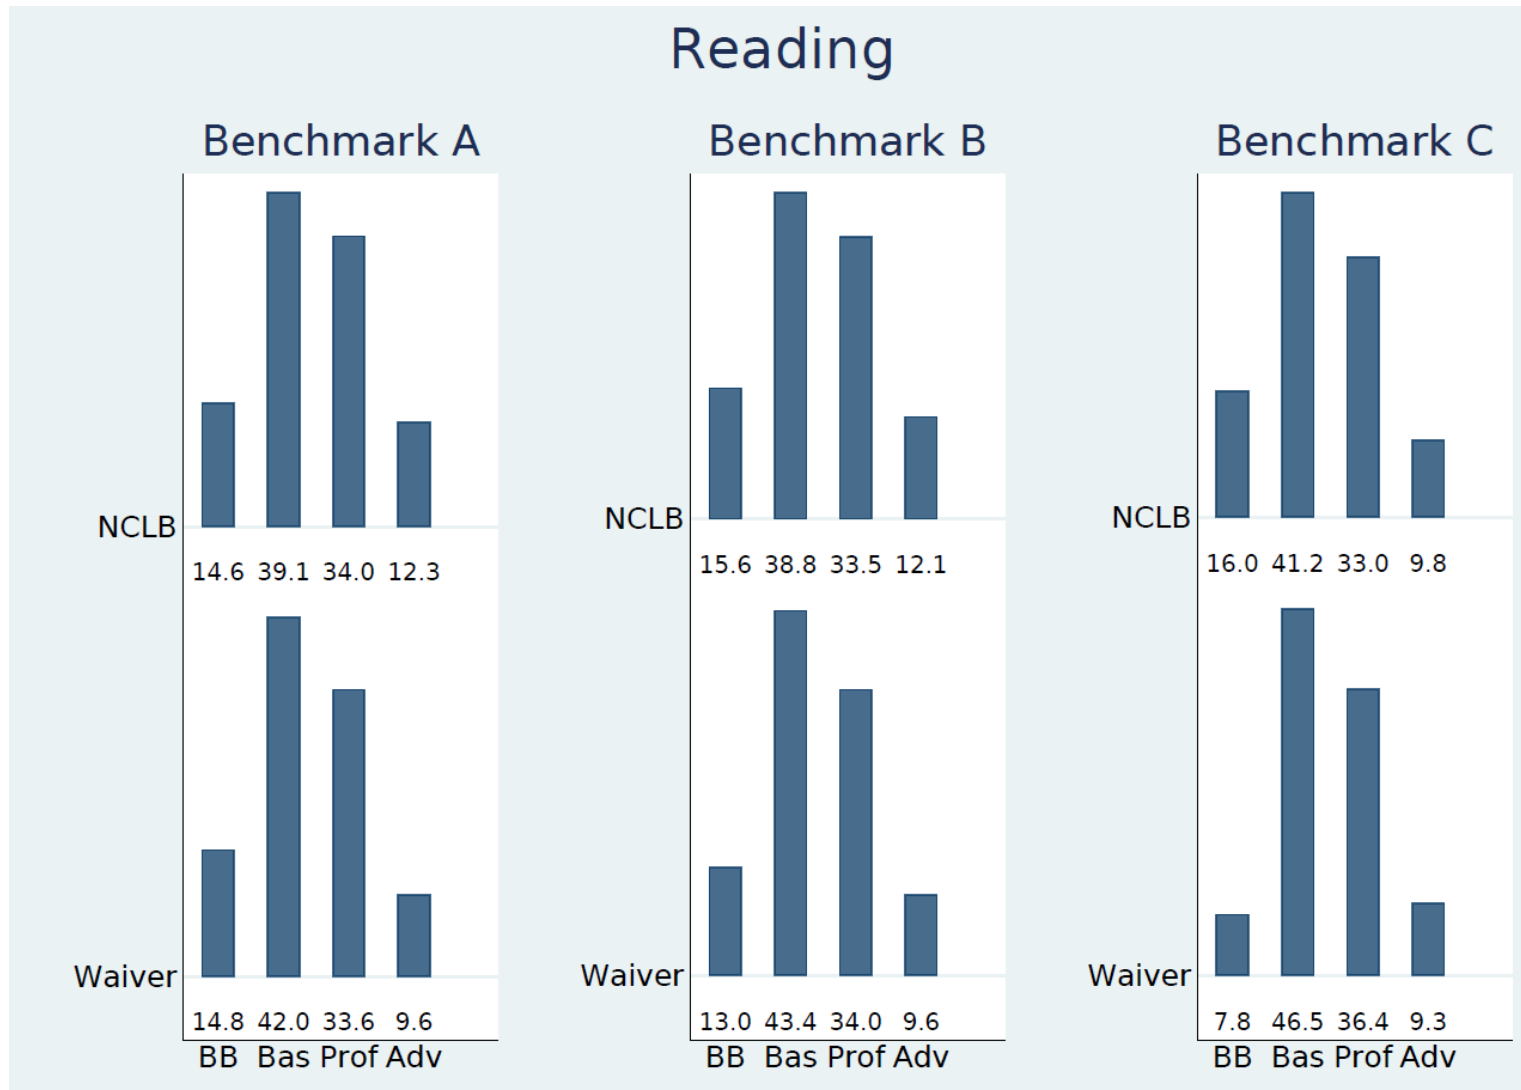 Reading
Benchmark A
NCLB
14.6 39.1 34.0 12.3
Waiver
14.8 42.0 33.6 9.6
BB Bas Prof Adv
Benchmark B
NCLB
15.6 38.8 33.5 12.1
Waiver
13.0 43.4 34.0 9.6
BB Bas Prof Adv
Benchmark C
NCLB
16.0 41.2 33.0 9.8
Waiver
7.8 46.5 36.4 9.3
BB Bas Prof Adv